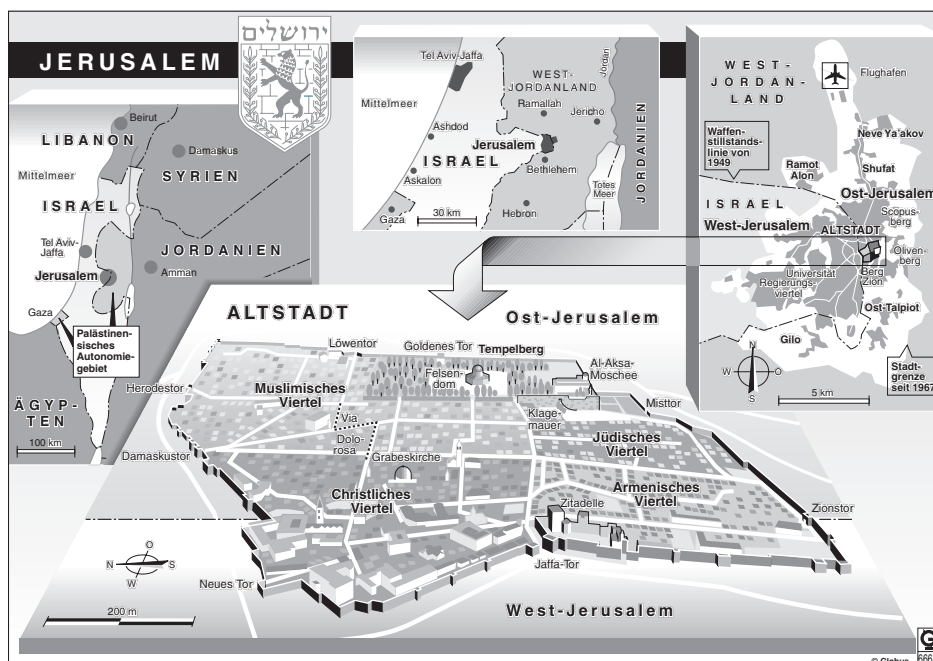 JERUSALEM
ירושלים
Beirut
LIBANON
Damaskus
Mittelmeer
SYRIEN
ISRAEL
Tel Aviv-
Jaffa
JORDANIEN
Jerusalem
Amman
Gaza
Palästinen-
sisches
Autonomie-
gebiet
ÄGYP-
TEN
100 km
Tel Aviv-Jaffa
Jordan
WEST-
JORDANLAND
Mittelmeer
Ramallah
Jericho
Ashdod
Jerusalem
ISRAEL
JORDANIEN
Bethlehem
Askalon
Totes
Meer
Gaza
Hebron
30 km
WEST-
JORDAN-
LAND
Flughafen
Waffen-
stillstands-
linie von
1949
Neve Ya'akov
Ramot
Alon
Shufat
Ost-Jerusalem
ISRAEL
Scopus-
berg
West-Jerusalem
ALTSTADT
Oliven-
berg
Universität
Berg
Zion
Regierungs-
viertel
Ost-Talpiot
Gilo
N
W
O
S
5 km
Stadt-
grenze
seit 1967
ALTSTADT
Ost-Jerusalem
Löwentor
Goldenes Tor
Tempelberg
Al-Aksa-
Moschee
Felsen-
dom
Herodestor
Muslimisches
Viertel
Misttor
Klage-
mauer
Via
Dolo-
rosa
Jüdisches
Viertel
Damaskustor
Grabeskirche
Armenisches
Viertel
Christliches
Viertel
Zitadelle
Zionstor
O
N
S
W
Jaffa-Tor
Neues Tor
200 m
West-Jerusalem
© Globus